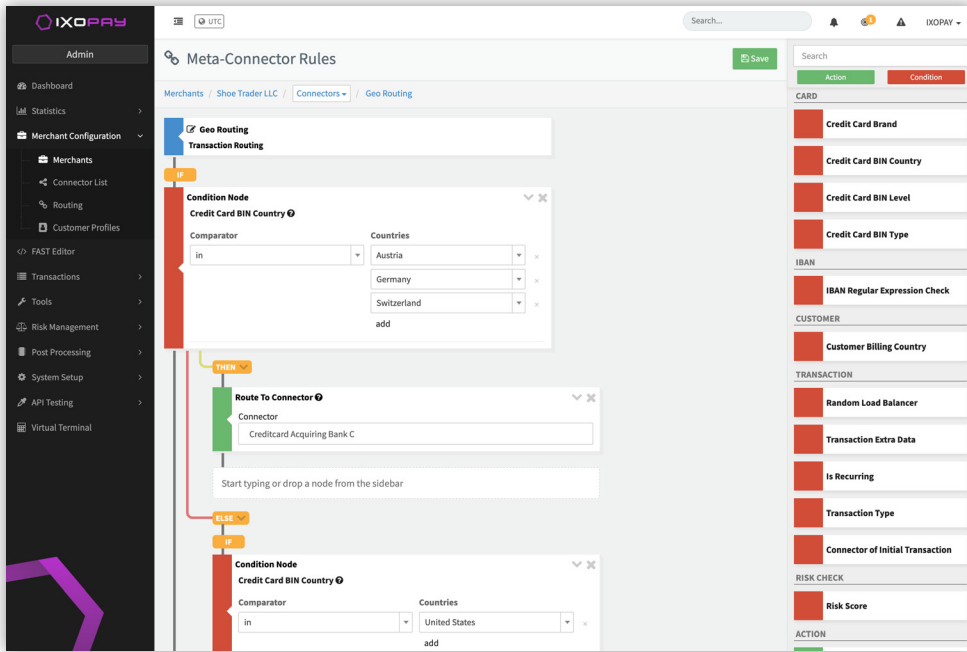 IXOPAY
UTC
Search...
1
IXOPAY
Admin
Dashboard
Statistics
Merchant Configuration
Merchants
Connector List
Routing
Customer Profiles
</> FAST Editor
Transactions
Tools
Risk Management
Post Processing
System Setup
API Testing
Virtual Terminal
Meta-Connector Rules
Save
Merchants / Shoe Trader LLC / Connectors / Geo Routing
Geo Routing
Transaction Routing
IF
Condition Node
Credit Card BIN Country
Comparator
Countries
in
Austria
Germany
Switzerland
add
THEN
Route To Connector
Connector
Creditcard Acquiring Bank C
Start typing or drop a node from the sidebar
ELSE
IF
Condition Node
Credit Card BIN Country
Comparator
Countries
in
United States
add
Search
Action
Condition
CARD
Credit Card Brand
Credit Card BIN Country
Credit Card BIN Level
Credit Card BIN Type
IBAN
IBAN Regular Expression Check
CUSTOMER
Customer Billing Country
TRANSACTION
Random Load Balancer
Transaction Extra Data
Is Recurring
Transaction Type
Connector of Initial Transaction
RISK CHECK
Risk Score
ACTION